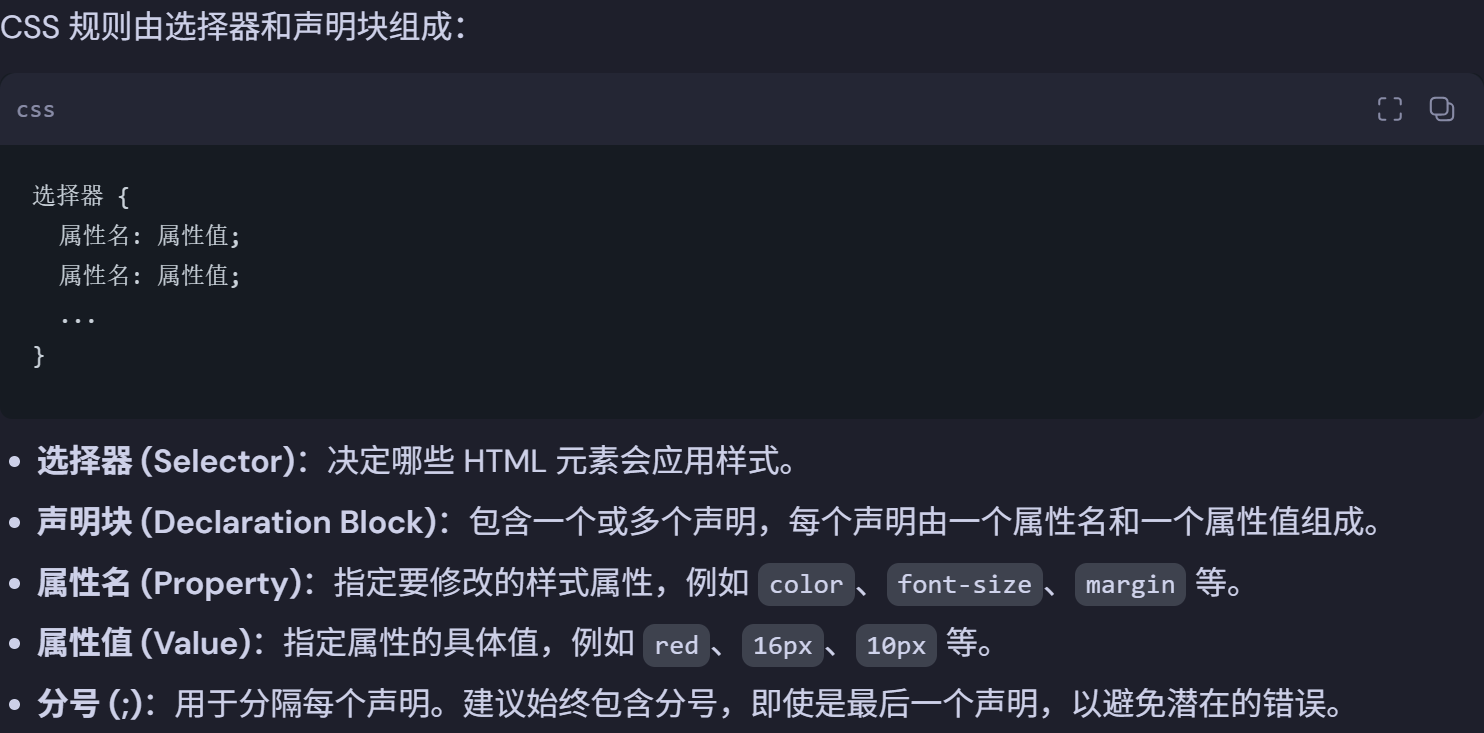 CSS 规则由选择器和声明块组成：
css
选择器 {
  属性名: 属性值;
  属性名: 属性值;
  ...
}
• 选择器 (Selector)：决定哪些 HTML 元素会应用样式。
• 声明块 (Declaration Block)：包含一个或多个声明，每个声明由一个属性名和一个属性值组成。
• 属性名 (Property)：指定要修改的样式属性，例如 color、font-size、margin 等。
• 属性值 (Value)：指定属性的具体值，例如 red、16px、10px 等。
• 分号 (;)：用于分隔每个声明。建议始终包含分号，即使是最后一个声明，以避免潜在的错误。